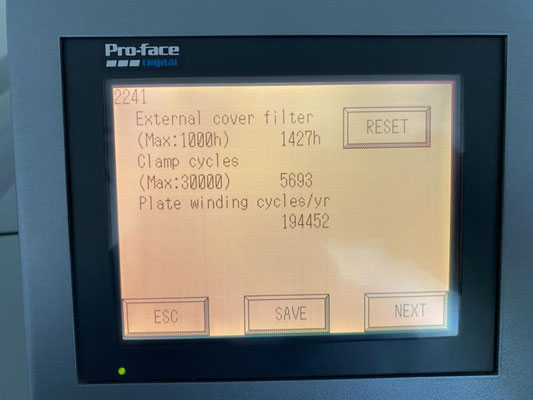 Pro-face
Digital
2241
External cover filter
(Max:1000h) 1427h
RESET
Clamp cycles
(Max:30000) 5693
Plate winding cycles/yr
194452
ESC SAVE NEXT